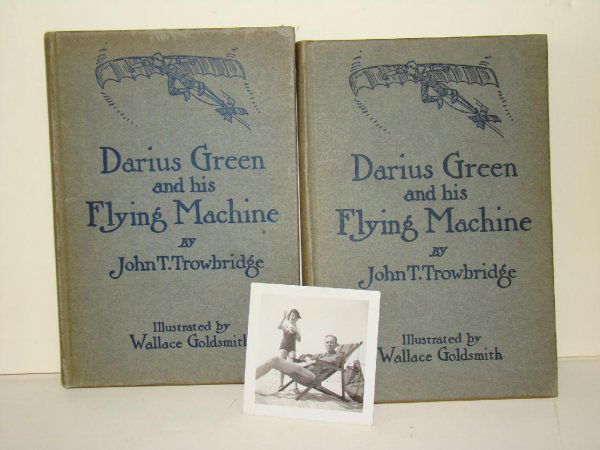 Darius Green
and his
Flying Machine
BY
John T. Trowbridge
Illustrated by
Wallace Goldsmith
Darius Green
and his
Flying Machine
BY
John T. Trowbridge
Illustrated by
Wallace Goldsmith